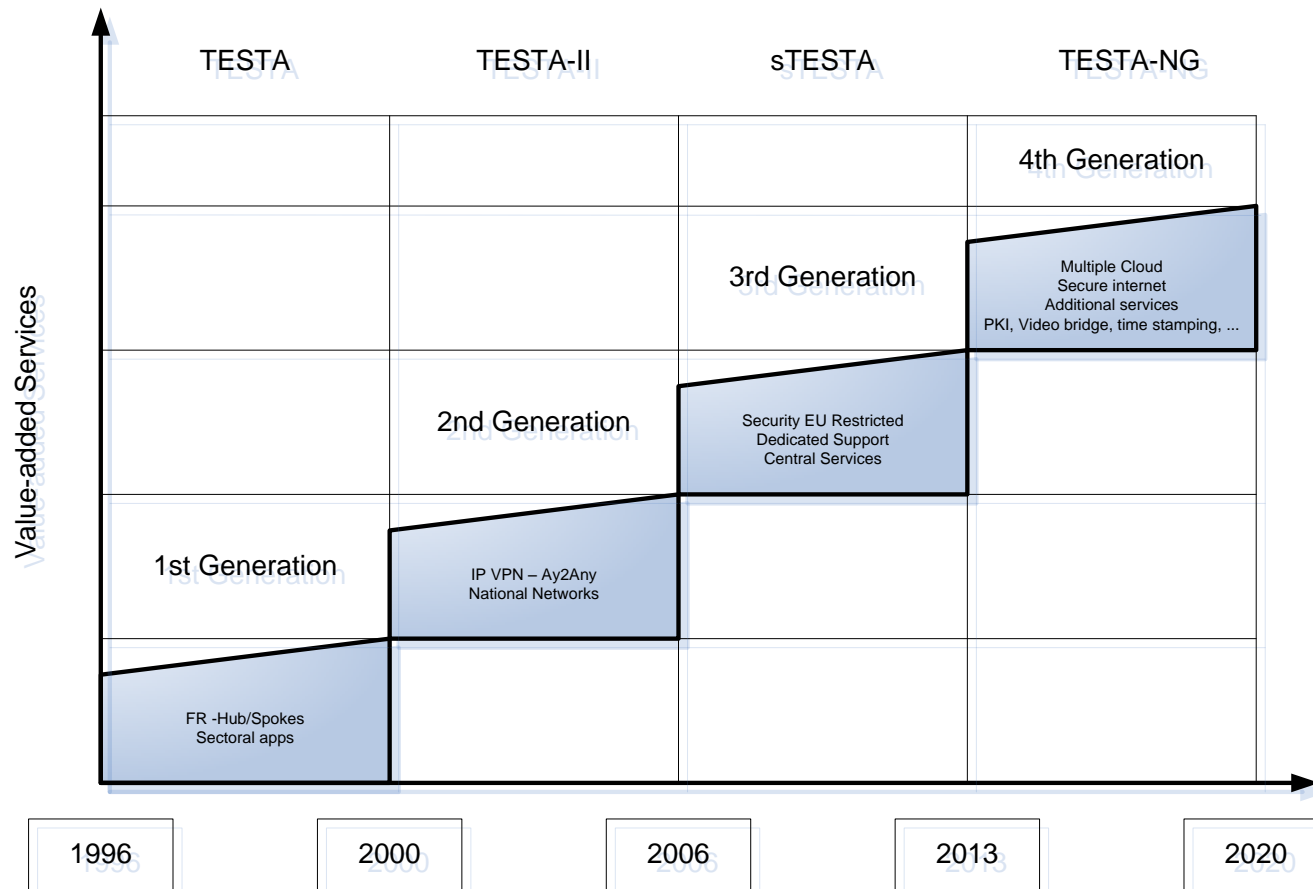 TESTA
TESTA-II
sTESTA
TESTA-NG
4th Generation
Multiple Cloud
Secure internet
Additional services
PKI, Video bridge, time stamping, ...
3rd Generation
Security EU Restricted
Dedicated Support
Central Services
2nd Generation
IP VPN – Ay2Any
National Networks
1st Generation
FR -Hub/Spokes
Sectoral apps
Value-added Services
1996
2000
2006
2013
2020